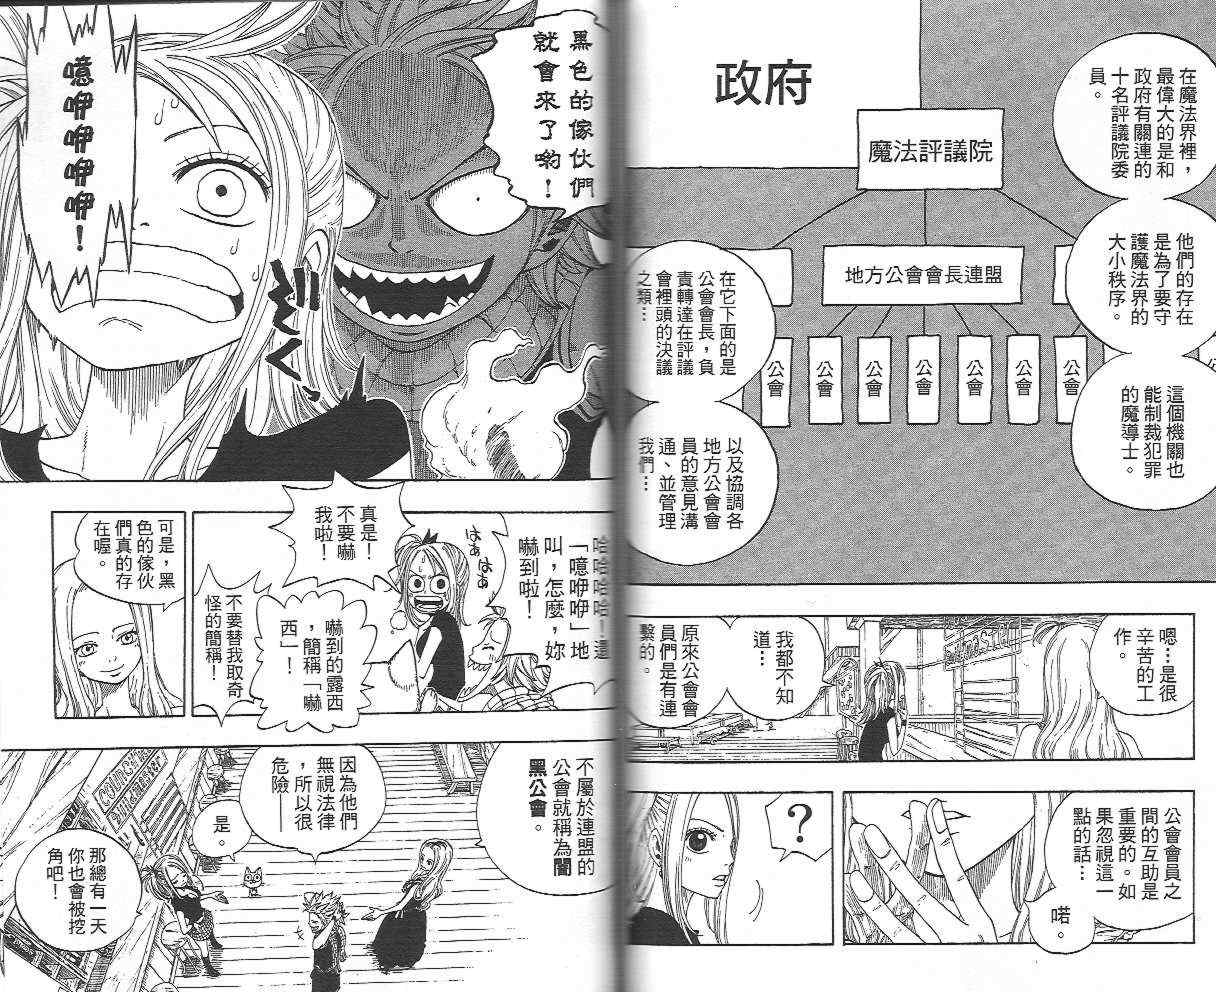 在魔法界裡，
最偉大的是和
政府有關連的
十名評議院委
員。
政府
魔法評議院
他們的存在
是為了要守
護魔法界的
大小秩序。
地方公會會長連盟
這個機關也
能制裁犯罪
的魔導士。
公會
公會
公會
公會
公會
公會
公會
在它下面的是
公會會長，負
責轉達在評議
會裡頭的決議
之類…
以及協調各
地方公會會
員的意見溝
通、並管理
我們…
嗯…是很
辛苦的工
作。
我都不知
道…
原來公會會
員們是有連
繫的。
公會會員之
間的互助是
重要的。如
果忽視這一
點的話…
喏。
？
黑色的傢伙們
就會來了喲！
噫咿咿咿咿！
びくくっ
哈哈哈哈！還
「噫咿咿」地
叫，怎麼，妳
嚇到啦！
はぁ はぁ
真是！
不要嚇
我啦！
嚇到的露西
，簡稱「嚇
西」！
不要替我取奇
怪的簡稱！
可是，黑
色的傢伙
們真的存
在喔。
不屬於連盟的
公會就稱為闇
黑公會。
因為他們
無視法律
，所以很
危險——
是。
那總有一天
你也會被挖
角吧！